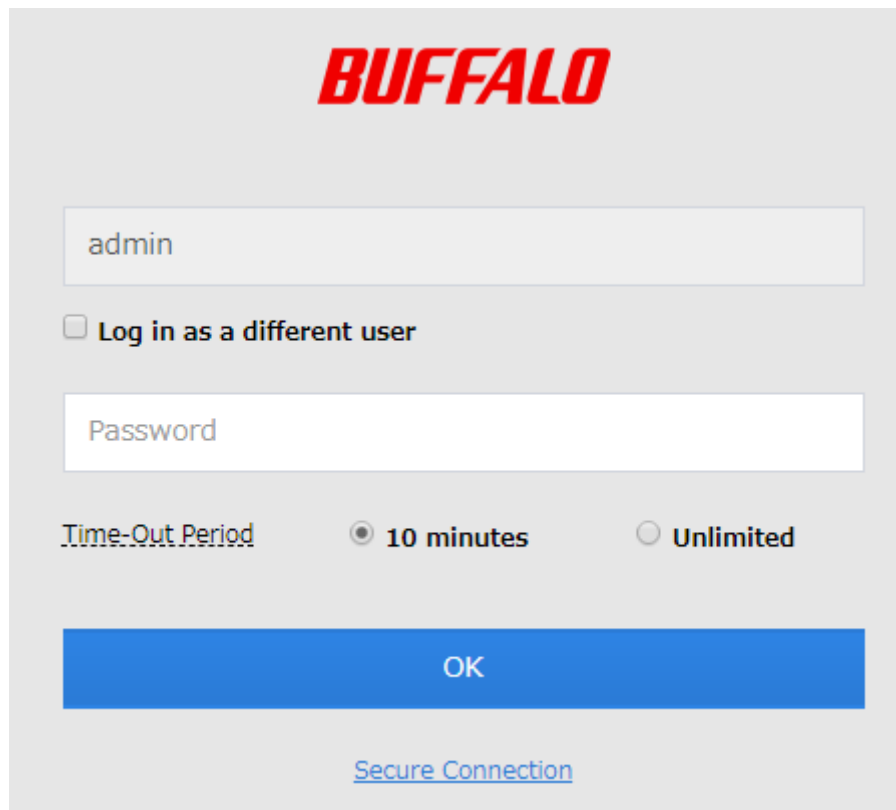 BUFFALO
admin
Log in as a different user
Password
Time-Out Period 10 minutes Unlimited
OK
Secure Connection